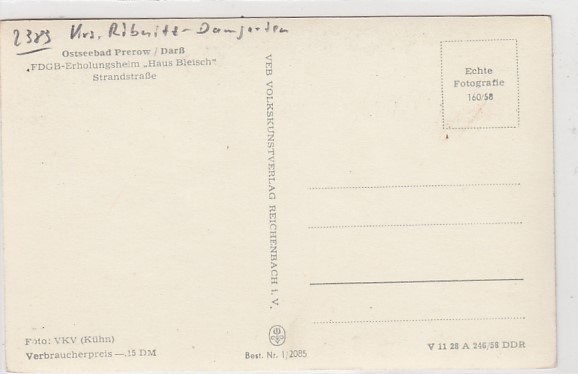 2383 Krs. Ribnitz-Damgarten
Ostseebad Prerow / Darß
FDGB-Erholungsheim „Haus Bleisch"
Strandstraße
VEB VOLKSKUNSTVERLAG REICHENBACH I. V.
Echte
Fotografie
160/58
Foto: VKV (Kühn)
Verbraucherpreis —.15 DM
Best. Nr. 1/2085
V 11 28 A 246/58 DDR